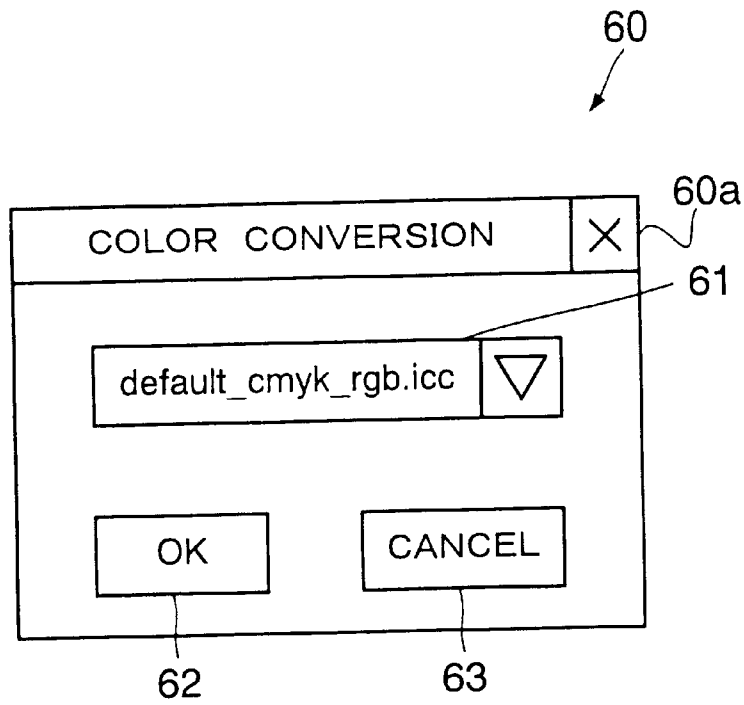 60
60a
COLOR CONVERSION
61
default_cmyk_rgb.icc
OK
CANCEL
62
63